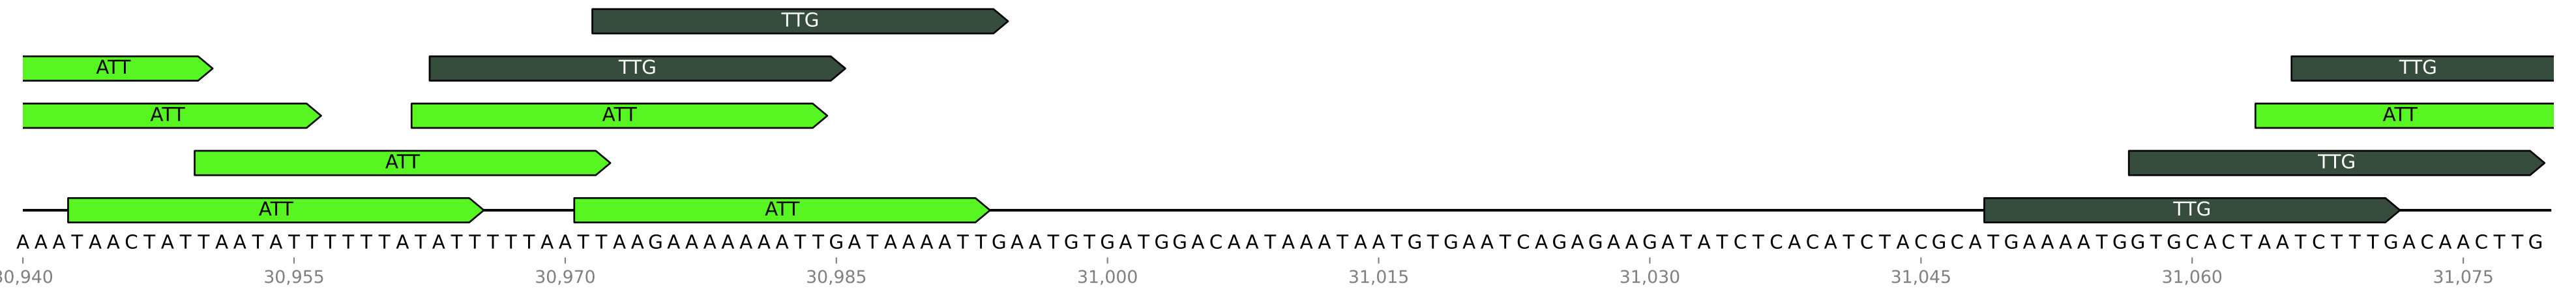 TTG
ATT TTG TTG
ATT ATT ATT
ATT TTG
ATT ATT TTG
AAATAACTATTAATATTTTTTATATTTTTAATTAAGAAAAAAATTGATAAAATTGAATGTGATGGACAATAAATAATGTGAATCAGAGAAGATATCTCACATCTACGCATGAAAATGGTGCACTAATCTTTGACAACTTG
30,940 30,955 30,970 30,985 31,000 31,015 31,030 31,045 31,060 31,075